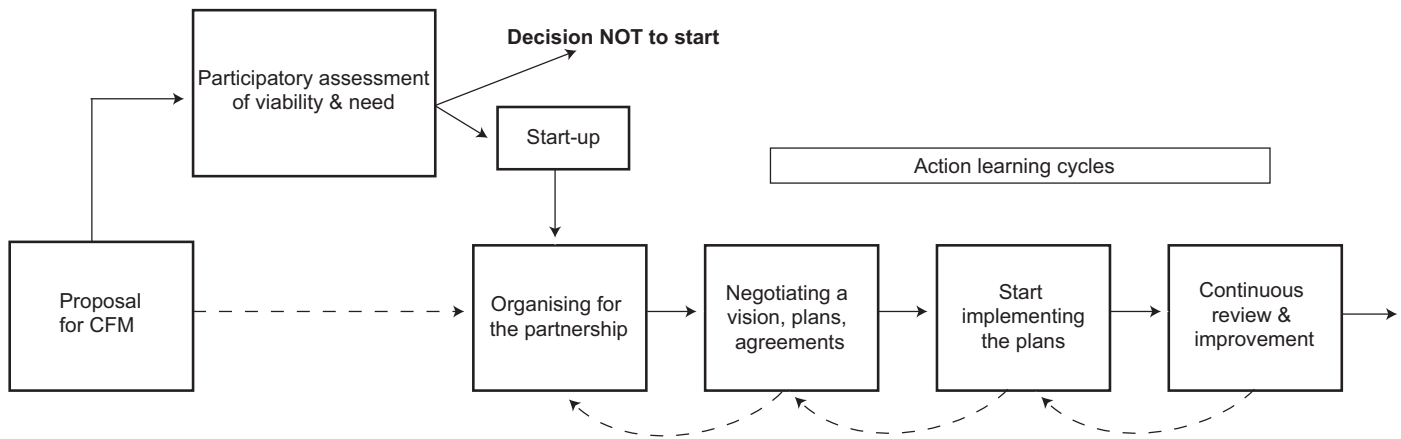 Decision NOT to start
Participatory assessment
of viability & need
Start-up
Action learning cycles
Proposal
for CFM
Organising for
the partnership
Negotiating a
vision, plans,
agreements
Start
implementing
the plans
Continuous
review &
improvement